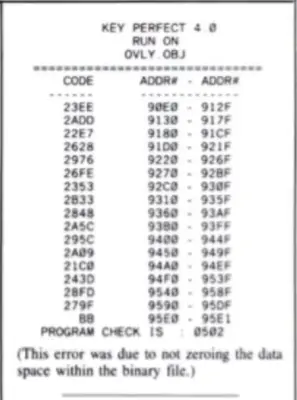 KEY PERFECT 4.0
RUN ON
OVLY.OBJ
==============================
CODE ADDR# - ADDR#
------ ------ - ------
23EE 90E0 - 912F
2ADD 9130 - 917F
22E7 9180 - 91CF
2628 91D0 - 921F
2976 9220 - 926F
26FE 9270 - 92BF
2353 92C0 - 930F
2B33 9310 - 935F
2848 9360 - 93AF
2A5C 93B0 - 93FF
295C 9400 - 944F
2A09 9450 - 949F
21C0 94A0 - 94EF
243D 94F0 - 953F
28FD 9540 - 958F
279F 9590 - 95DF
BB 95E0 - 95E1
PROGRAM CHECK IS : 0502
(This error was due to not zeroing the data
space within the binary file.)